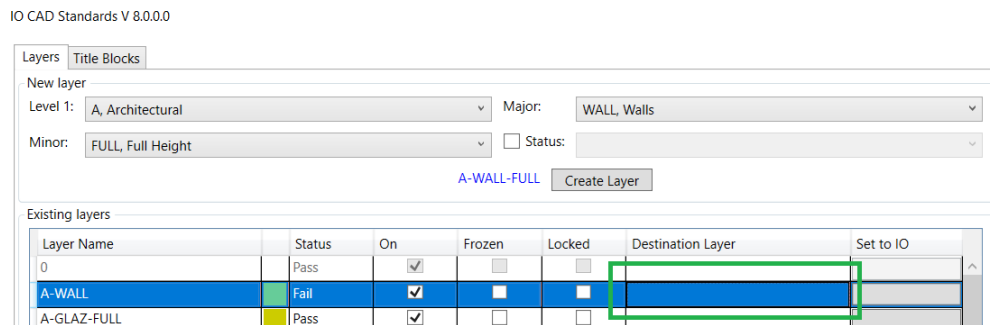 IO CAD Standards V 8.0.0.0
Layers Title Blocks
New layer
Level 1: A, Architectural Major: WALL, Walls
Minor: FULL, Full Height Status:
A-WALL-FULL Create Layer
Existing layers
Layer Name Status On Frozen Locked Destination Layer Set to IO
0 Pass
A-WALL Fail
A-GLAZ-FULL Pass